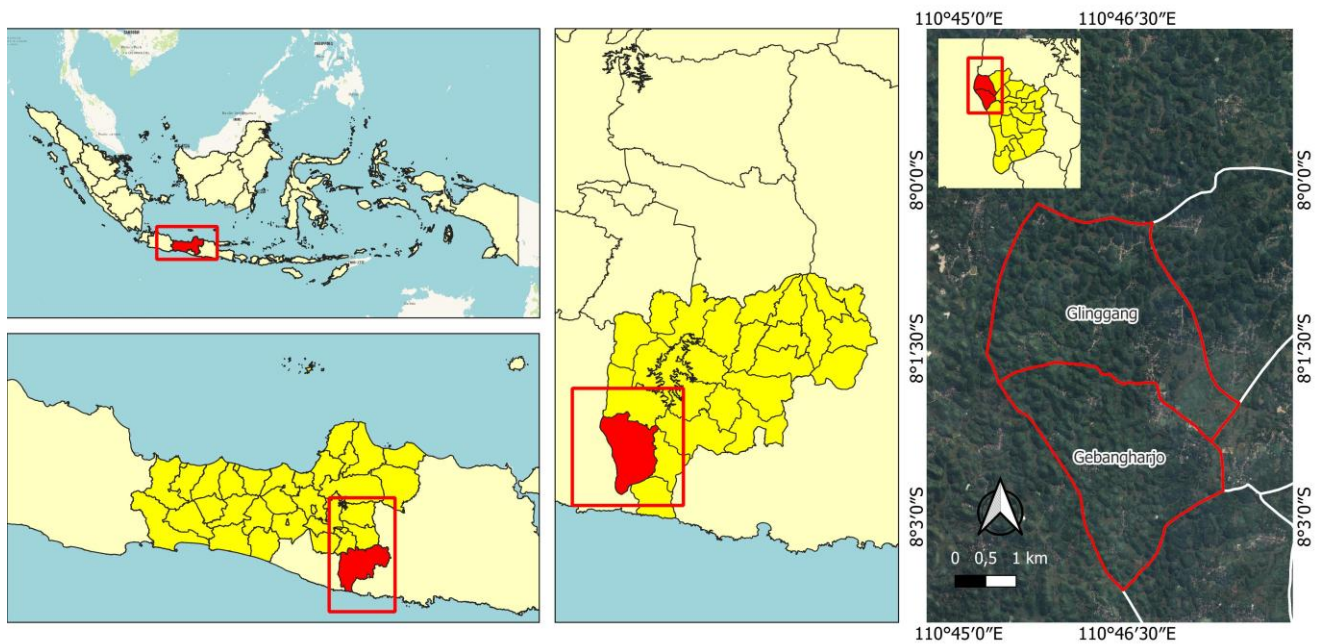 110°45′0″E
110°46′30″E
8°0′0″S
8°0′0″S
Glinggang
8°1′30″S
8°1′30″S
Gebangharjo
8°3′0″S
8°3′0″S
0 0,5 1 km
110°45′0″E
110°46′30″E